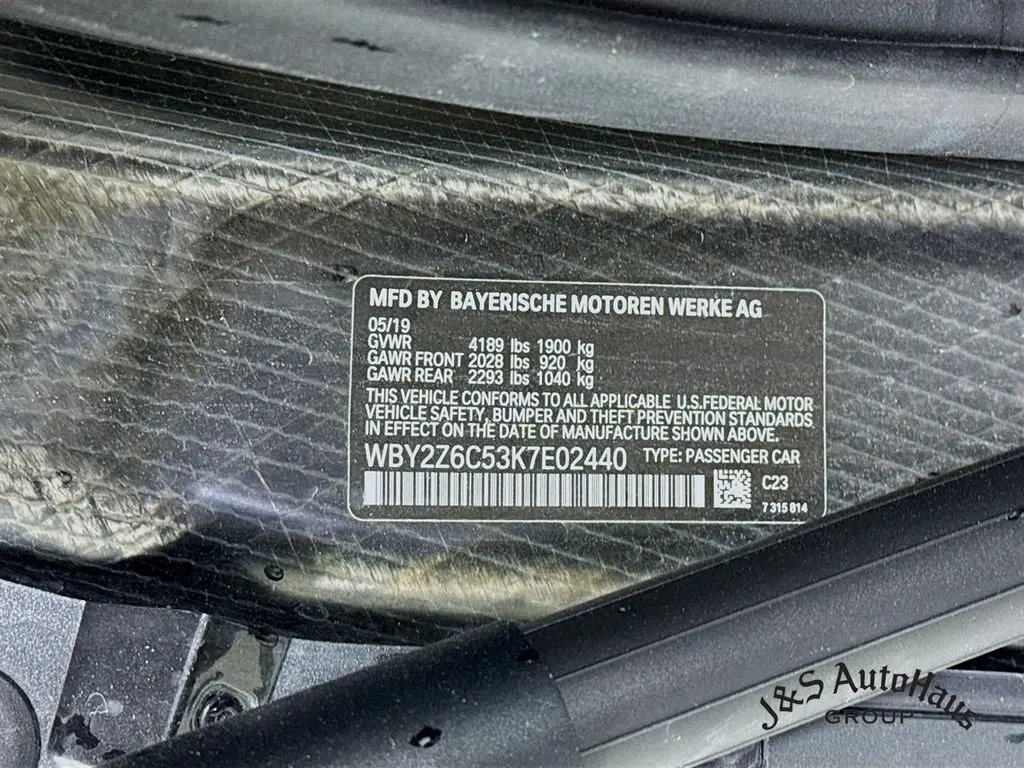 MFD BY BAYERISCHE MOTOREN WERKE AG
05/19
GVWR 4189 lbs 1900 kg
GAWR FRONT 2028 lbs 920 kg
GAWR REAR 2293 lbs 1040 kg
THIS VEHICLE CONFORMS TO ALL APPLICABLE U.S.FEDERAL MOTOR
VEHICLE SAFETY, BUMPER AND THEFT PREVENTION STANDARDS
IN EFFECT ON THE DATE OF MANUFACTURE SHOWN ABOVE.
WBY2Z6C53K7E02440 TYPE: PASSENGER CAR
C23
7 315 814
J&S AutoHaus
GROUP